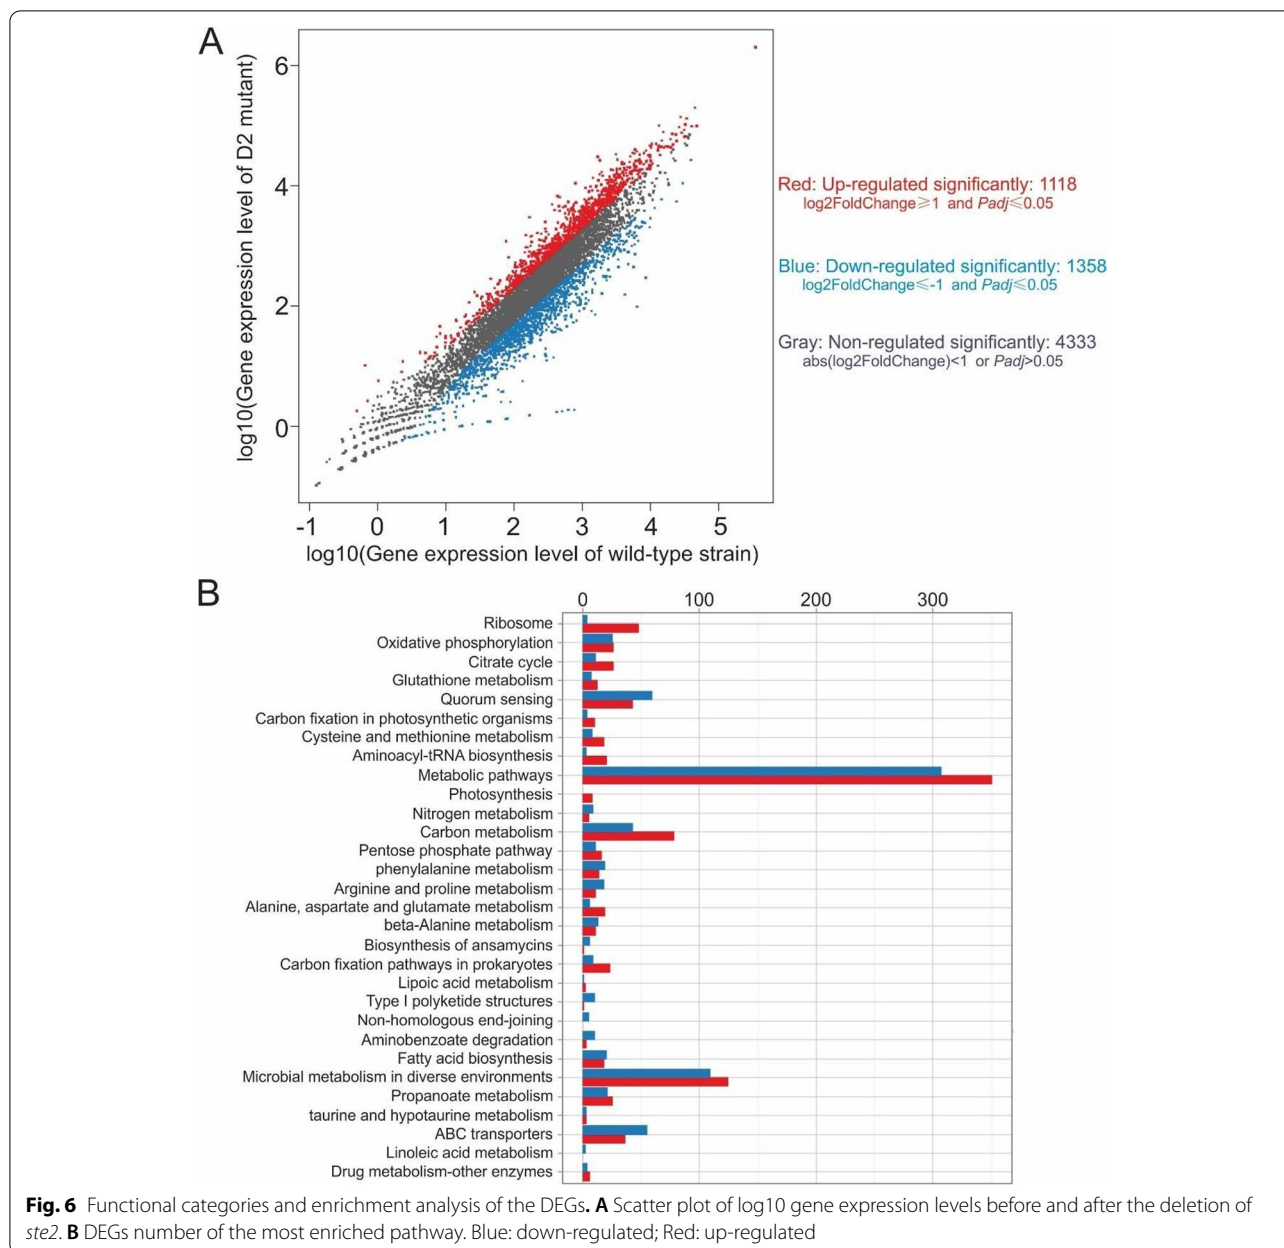 A
log10(Gene expression level of D2 mutant)
6
4
2
0
-1 0 1 2 3 4 5
log10(Gene expression level of wild-type strain)
Red: Up-regulated significantly: 1118
log2FoldChange≥1 and Padj≤0.05
Blue: Down-regulated significantly: 1358
log2FoldChange≤-1 and Padj≤0.05
Gray: Non-regulated significantly: 4333
abs(log2FoldChange)<1 or Padj>0.05
B
0 100 200 300
Ribosome
Oxidative phosphorylation
Citrate cycle
Glutathione metabolism
Quorum sensing
Carbon fixation in photosynthetic organisms
Cysteine and methionine metabolism
Aminoacyl-tRNA biosynthesis
Metabolic pathways
Photosynthesis
Nitrogen metabolism
Carbon metabolism
Pentose phosphate pathway
phenylalanine metabolism
Arginine and proline metabolism
Alanine, aspartate and glutamate metabolism
beta-Alanine metabolism
Biosynthesis of ansamycins
Carbon fixation pathways in prokaryotes
Lipoic acid metabolism
Type I polyketide structures
Non-homologous end-joining
Aminobenzoate degradation
Fatty acid biosynthesis
Microbial metabolism in diverse environments
Propanoate metabolism
taurine and hypotaurine metabolism
ABC transporters
Linoleic acid metabolism
Drug metabolism-other enzymes
Fig. 6 Functional categories and enrichment analysis of the DEGs. A Scatter plot of log10 gene expression levels before and after the deletion of
ste2. B DEGs number of the most enriched pathway. Blue: down-regulated; Red: up-regulated